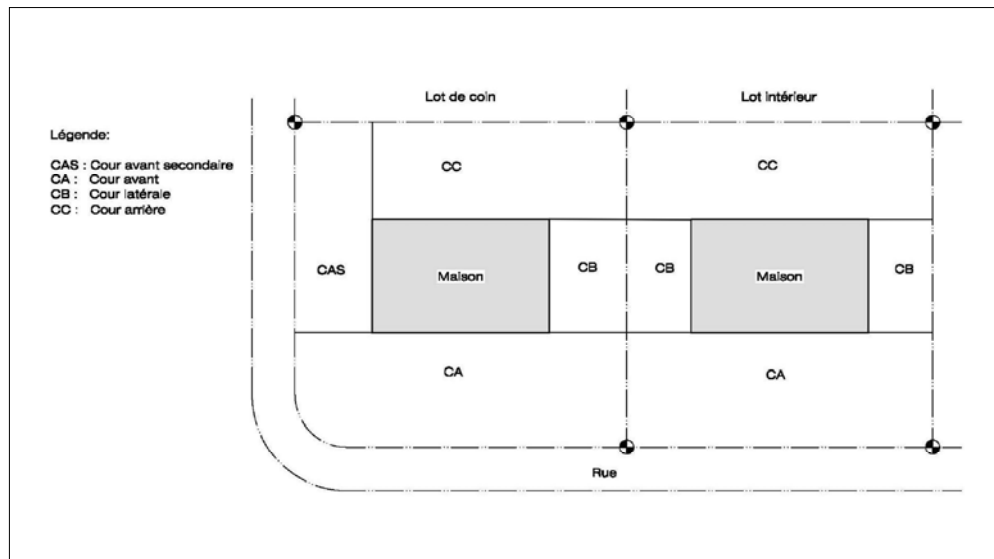 Lot de coin
Lot intérieur
Légende:
CAS : Cour avant secondaire
CA : Cour avant
CB : Cour latérale
CC : Cour arrière
CC
CC
CAS
Maison
CB
CB
Maison
CB
CA
CA
Rue